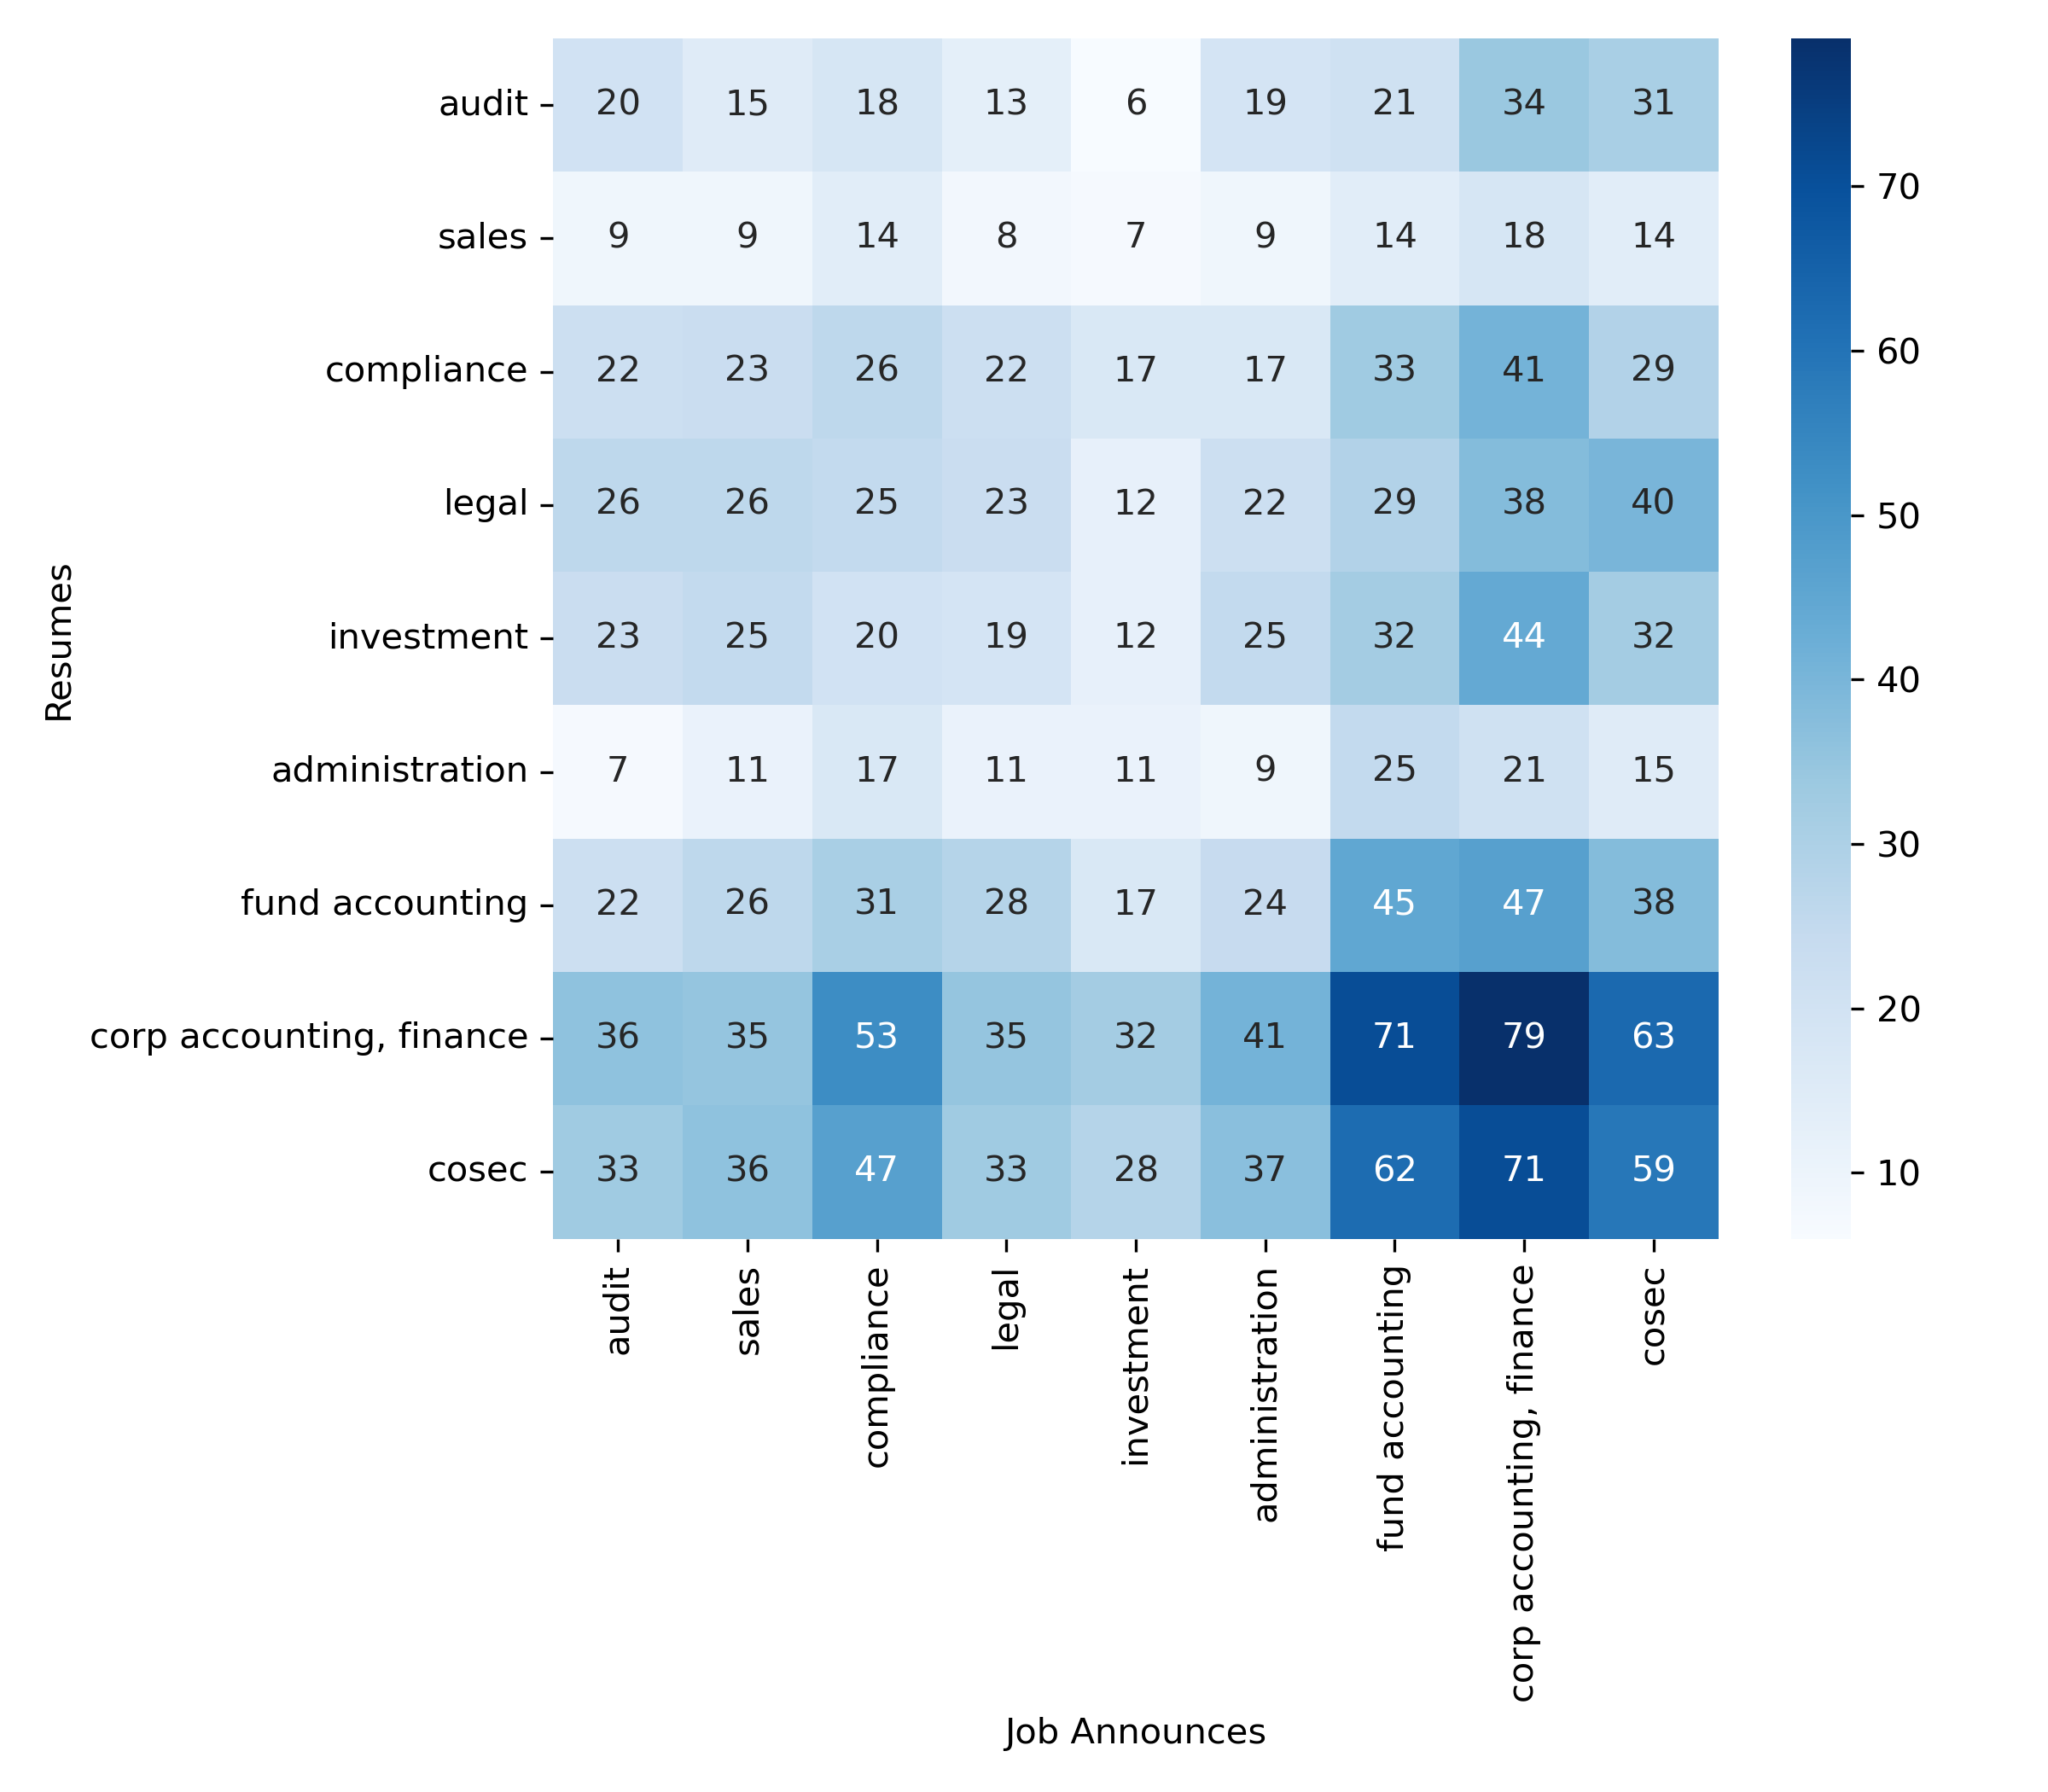 audit 20 15 18 13 6 19 21 34 31
sales 9 9 14 8 7 9 14 18 14
compliance 22 23 26 22 17 17 33 41 29
legal 26 26 25 23 12 22 29 38 40
investment 23 25 20 19 12 25 32 44 32
administration 7 11 17 11 11 9 25 21 15
fund accounting 22 26 31 28 17 24 45 47 38
corp accounting, finance 36 35 53 35 32 41 71 79 63
cosec 33 36 47 33 28 37 62 71 59
Resumes
audit
sales
compliance
legal
investment
administration
fund accounting
corp accounting, finance
cosec
Job Announces
70
60
50
40
30
20
10